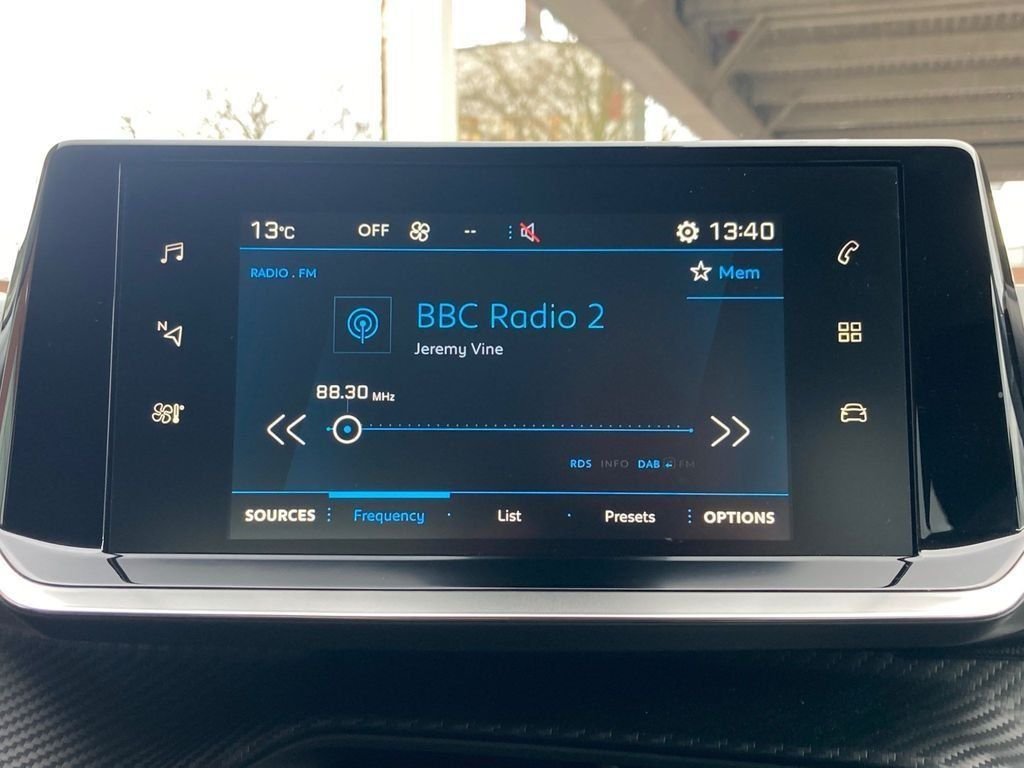 13°C OFF -- 13:40
RADIO . FM
Mem
BBC Radio 2
Jeremy Vine
88.30 MHz
N
RDS INFO DAB FM
SOURCES Frequency List Presets OPTIONS